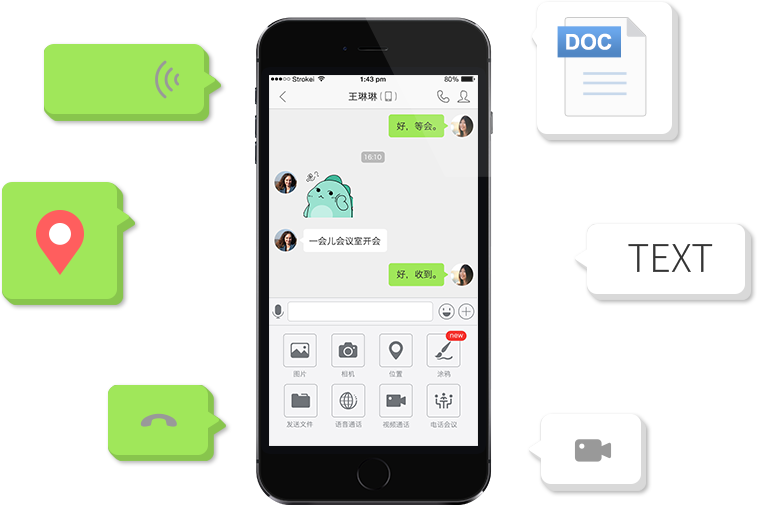 DOC
Strokei
1:43 pm
80%
王琳琳
好，等会。
16:10
一会儿会议室开会
好，收到。
TEXT
new
图片
相机
位置
涂鸦
发送文件
语音通话
视频通话
电话会议